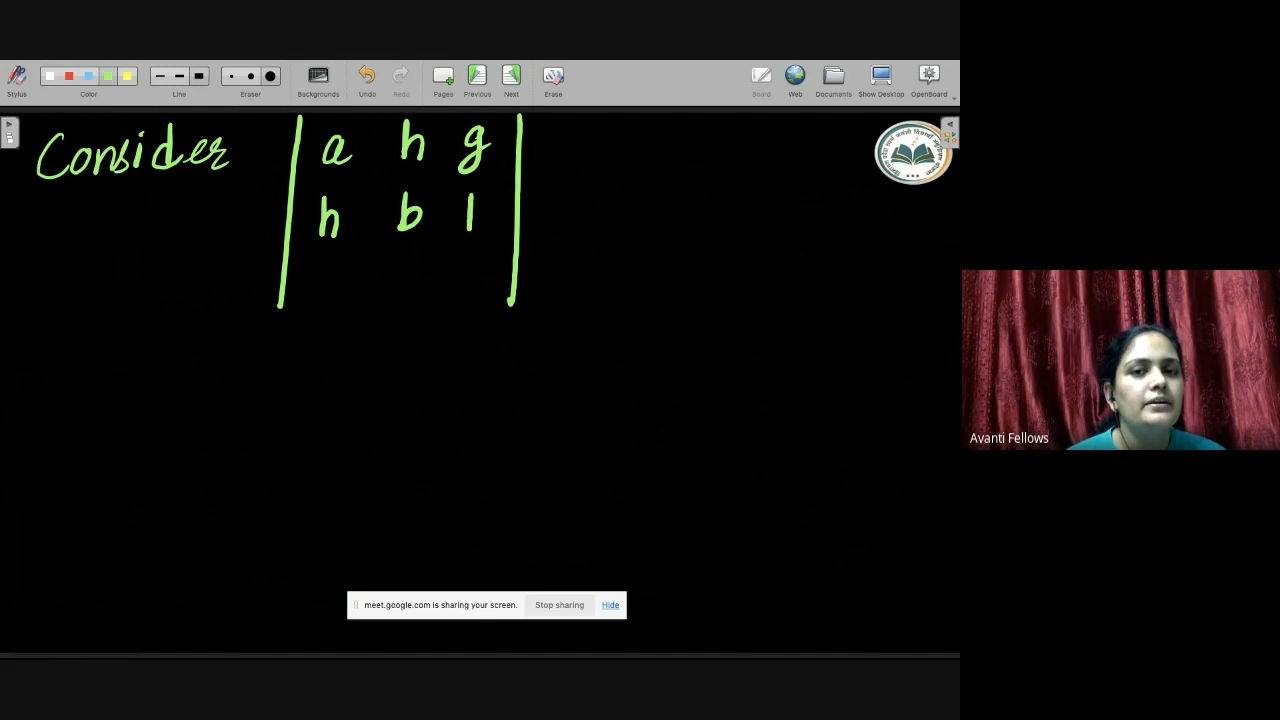 Stylus Color Line Eraser Backgrounds Undo Redo Pages Previous Next Erase Board Web Documents Show Desktop OpenBoard
Consider | a h g |
h b l
Avanti Fellows
meet.google.com is sharing your screen. Stop sharing Hide